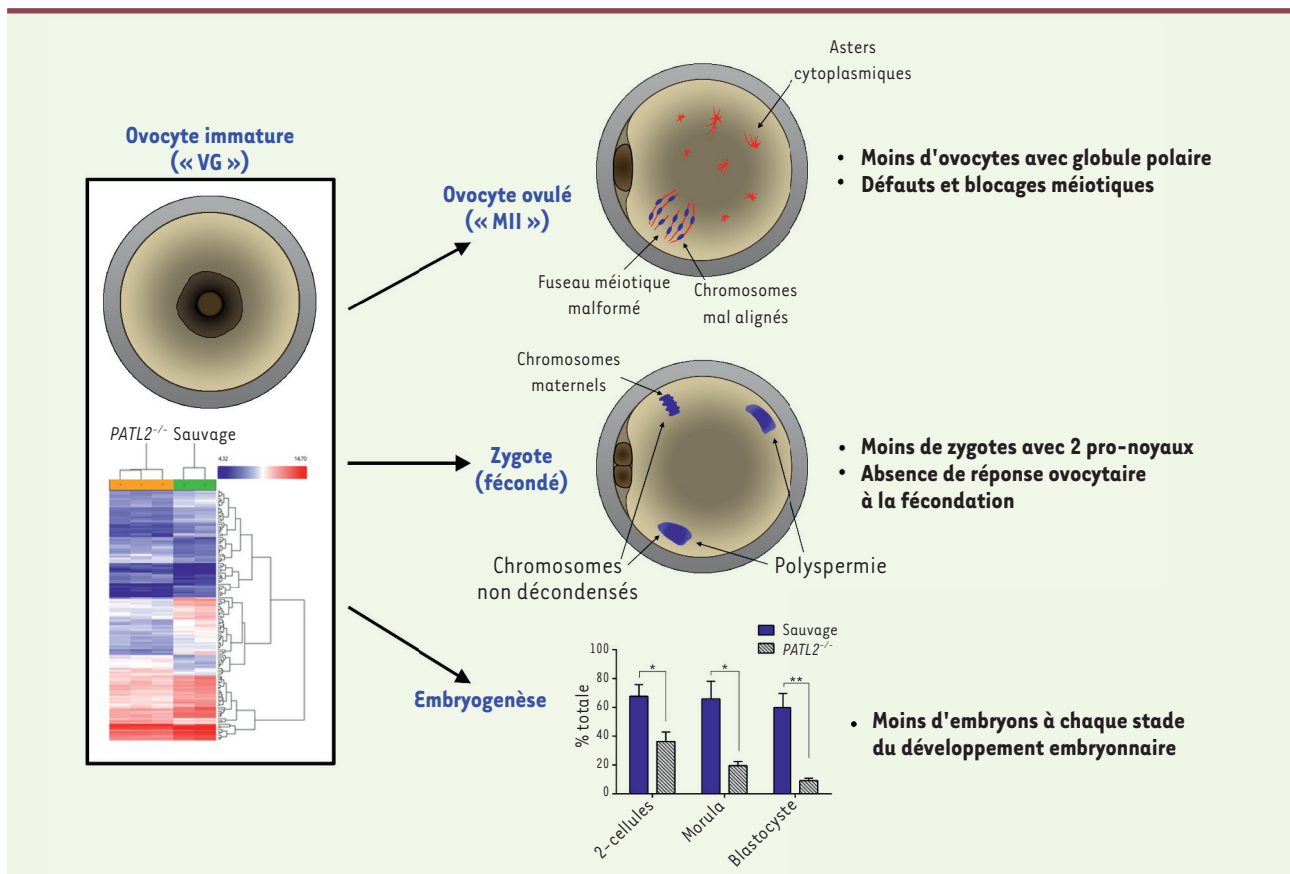 Ovocyte immature
(« VG »)
PATL2-/- Sauvage
4,32 14,70
Ovocyte ovulé
(« MII »)
Asters
cytoplasmiques
Fuseau méiotique
malformé
Chromosomes
mal alignés
• Moins d'ovocytes avec globule polaire
• Défauts et blocages méiotiques
Zygote
(fécondé)
Chromosomes
maternels
Chromosomes
non décondensés
Polyspermie
• Moins de zygotes avec 2 pro-noyaux
• Absence de réponse ovocytaire
à la fécondation
Embryogenèse
Sauvage
PATL2-/-
% totale
100
80
60
40
20
0
* * **
2-cellules
Morula
Blastocyste
• Moins d'embryons à chaque stade
du développement embryonnaire